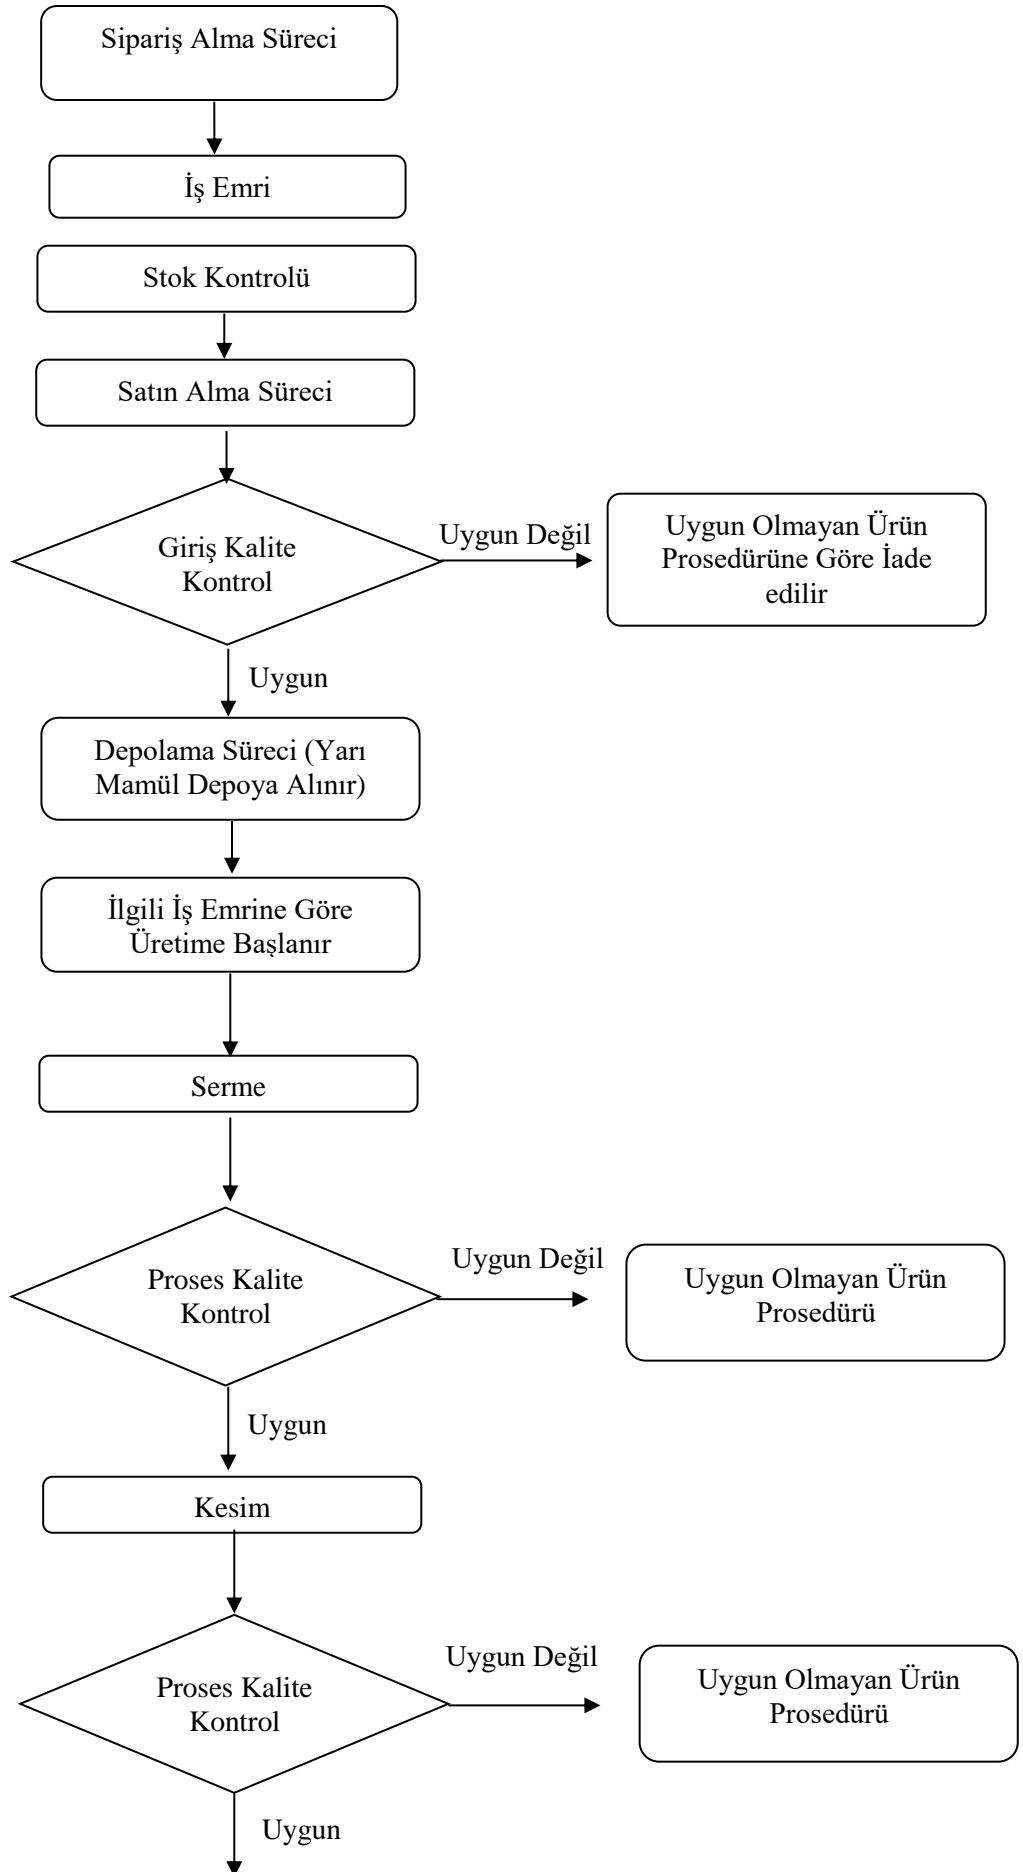 Sipariş Alma Süreci
İş Emri
Stok Kontrolü
Satın Alma Süreci
Giriş Kalite
Kontrol
Uygun Değil
Uygun Olmayan Ürün
Prosedürüne Göre İade
edilir
Uygun
Depolama Süreci (Yarı
Mamül Depoya Alınır)
İlgili İş Emrine Göre
Üretime Başlanır
Serme
Proses Kalite
Kontrol
Uygun Değil
Uygun Olmayan Ürün
Prosedürü
Uygun
Kesim
Proses Kalite
Kontrol
Uygun Değil
Uygun Olmayan Ürün
Prosedürü
Uygun